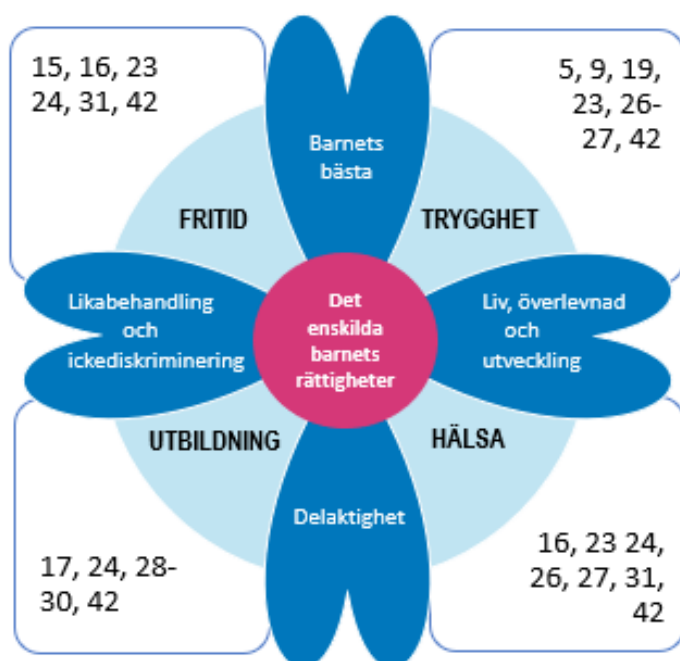 15, 16, 23
24, 31, 42
5, 9, 19,
23, 26-
27, 42
Barnets
bästa
FRITID
TRYGGHET
Likabehandling
och
ickediskriminering
Det
enskilda
barnets
rättigheter
Liv, överlevnad
och
utveckling
UTBILDNING
HÄLSA
Delaktighet
17, 24, 28-
30, 42
16, 23 24,
26, 27, 31,
42